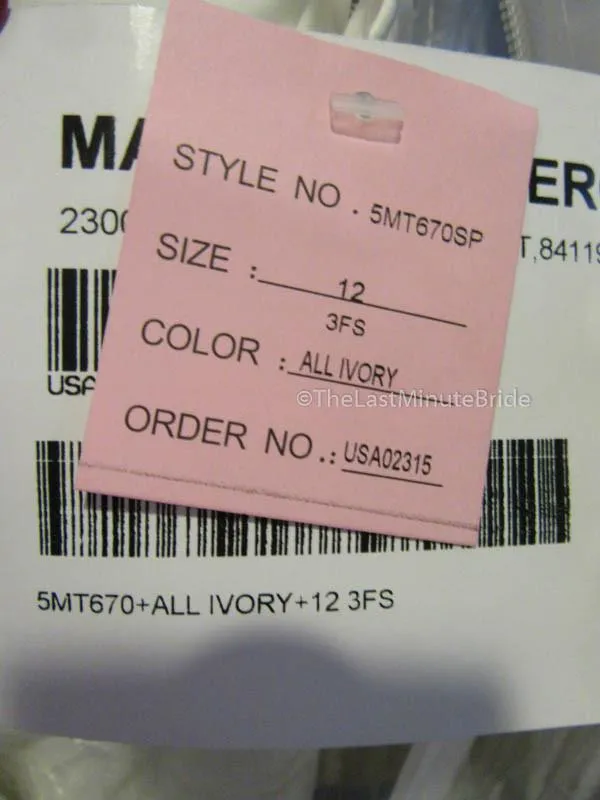 MA
ER
2300
T,84119
USA
STYLE NO . 5MT670SP
SIZE : 12
3FS
COLOR : ALL IVORY
©TheLastMinuteBride
ORDER NO.: USA02315
5MT670+ALL IVORY+12 3FS